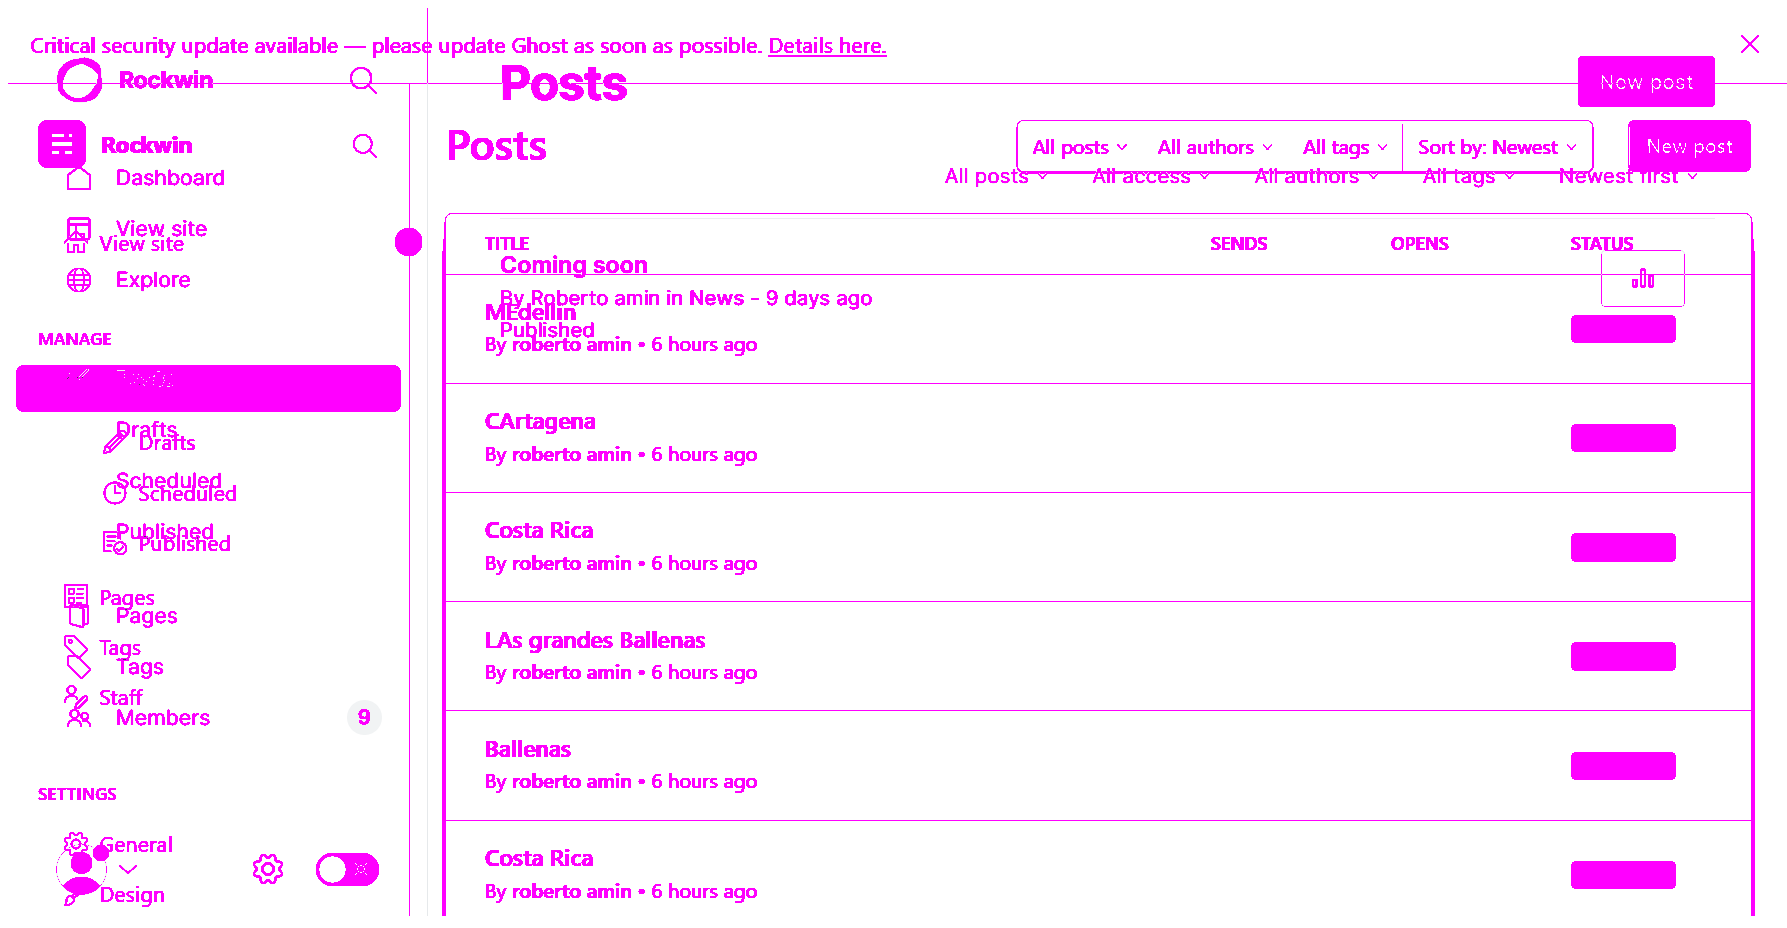 Critical security update available — please update Ghost as soon as possible. Details here.
Rockwin
Posts
New post
Rockwin
Posts
All posts
All authors
All tags
Sort by: Newest
New post
Dashboard
All posts
All access
All authors
All tags
Newest first
View site
View site
Explore
TITLE
SENDS
OPENS
STATUS
Coming soon
By Roberto amin in News - 9 days ago
Published
MANAGE
MEdellin
By roberto amin • 6 hours ago
Drafts
Drafts
Scheduled
Scheduled
Published
Published
Pages
Pages
Tags
Tags
Staff
Members
9
CArtagena
By roberto amin • 6 hours ago
Costa Rica
By roberto amin • 6 hours ago
LAs grandes Ballenas
By roberto amin • 6 hours ago
Ballenas
By roberto amin • 6 hours ago
Costa Rica
By roberto amin • 6 hours ago
SETTINGS
General
Design